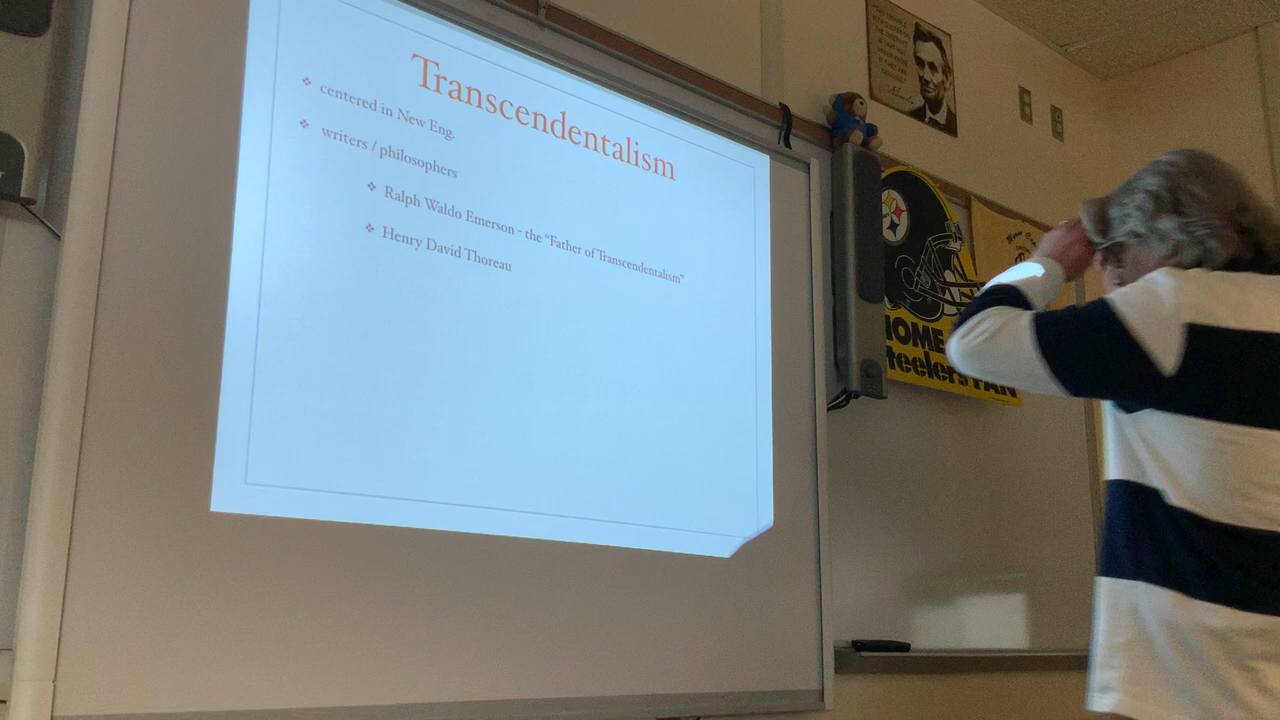 Transcendentalism
centered in New Eng.
writers / philosophers
Ralph Waldo Emerson - the "Father of Transcendentalism"
Henry David Thoreau
HOME
Steelers FAN